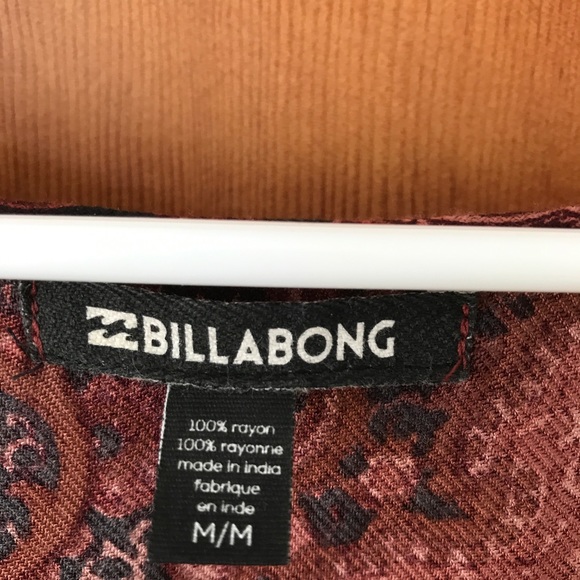 BILLABONG
100% rayon
100% rayonne
made in india
fabrique
en inde
M/M